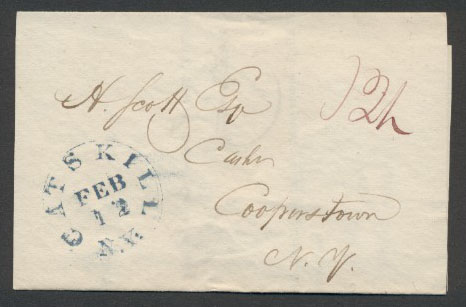 H. Scott Esq
12½
Cashr
Cooperstown
N.Y.
CATSKILL
FEB
12
N.Y.